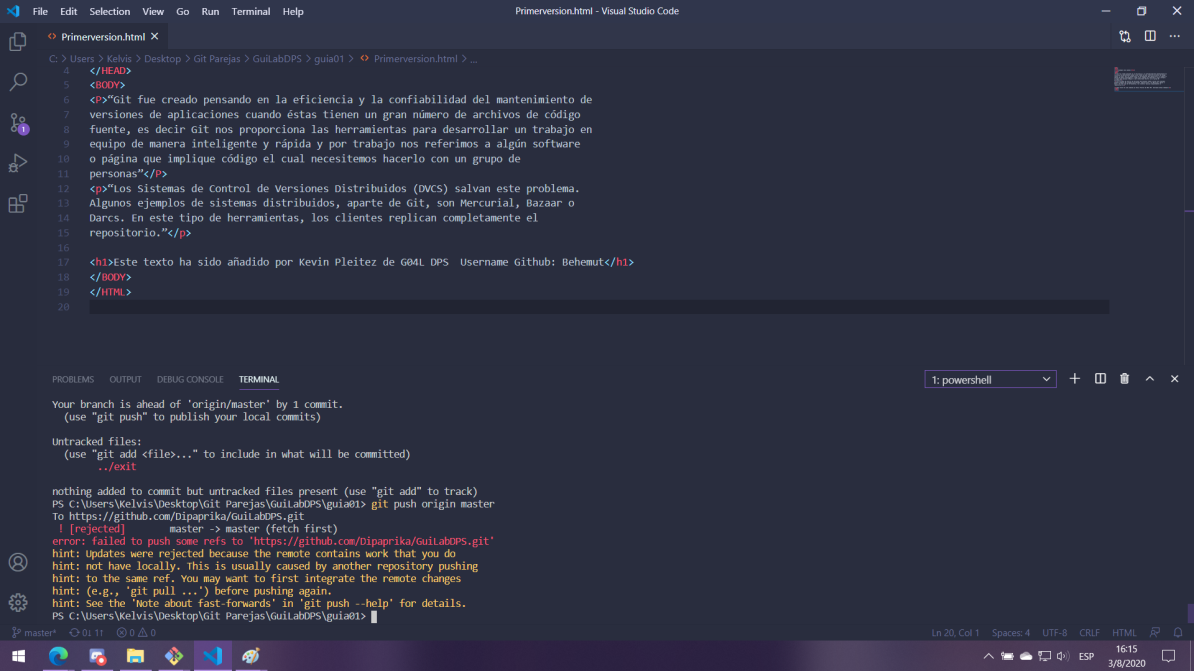 File Edit Selection View Go Run Terminal Help
Primerversion.html - Visual Studio Code
Primerversion.html
C: > Users > Kelvis > Desktop > Git Parejas > GuiLabDPS > guia01 > <> Primerversion.html > ...
4 </HEAD>
5 <BODY>
6 <P>“Git fue creado pensando en la eficiencia y la confiabilidad del mantenimiento de
7 versiones de aplicaciones cuando éstas tienen un gran número de archivos de código
8 fuente, es decir Git nos proporciona las herramientas para desarrollar un trabajo en
9 equipo de manera inteligente y rápida y por trabajo nos referimos a algún software
10 o página que implique código el cual necesitemos hacerlo con un grupo de
11 personas”</P>
12 <p>“Los Sistemas de Control de Versiones Distribuidos (DVCS) salvan este problema.
13 Algunos ejemplos de sistemas distribuidos, aparte de Git, son Mercurial, Bazaar o
14 Darcs. En este tipo de herramientas, los clientes replican completamente el
15 repositorio.”</p>
16
17 <h1>Este texto ha sido añadido por Kevin Pleitez de G04L DPS  Username Github: Behemut</h1>
18 </BODY>
19 </HTML>
20
1
PROBLEMS OUTPUT DEBUG CONSOLE TERMINAL
1: powershell
Your branch is ahead of 'origin/master' by 1 commit.
(use "git push" to publish your local commits)
Untracked files:
(use "git add <file>..." to include in what will be committed)
../exit
nothing added to commit but untracked files present (use "git add" to track)
PS C:\Users\Kelvis\Desktop\Git Parejas\GuiLabDPS\guia01> git push origin master
To https://github.com/Dipaprika/GuiLabDPS.git
! [rejected] master -> master (fetch first)
error: failed to push some refs to 'https://github.com/Dipaprika/GuiLabDPS.git'
hint: Updates were rejected because the remote contains work that you do
hint: not have locally. This is usually caused by another repository pushing
hint: to the same ref. You may want to first integrate the remote changes
hint: (e.g., 'git pull ...') before pushing again.
hint: See the 'Note about fast-forwards' in 'git push --help' for details.
PS C:\Users\Kelvis\Desktop\Git Parejas\GuiLabDPS\guia01>
master* 0↓ 1↑ 0 0
Ln 20, Col 1 Spaces: 4 UTF-8 CRLF HTML
ESP
16:15
3/8/2020